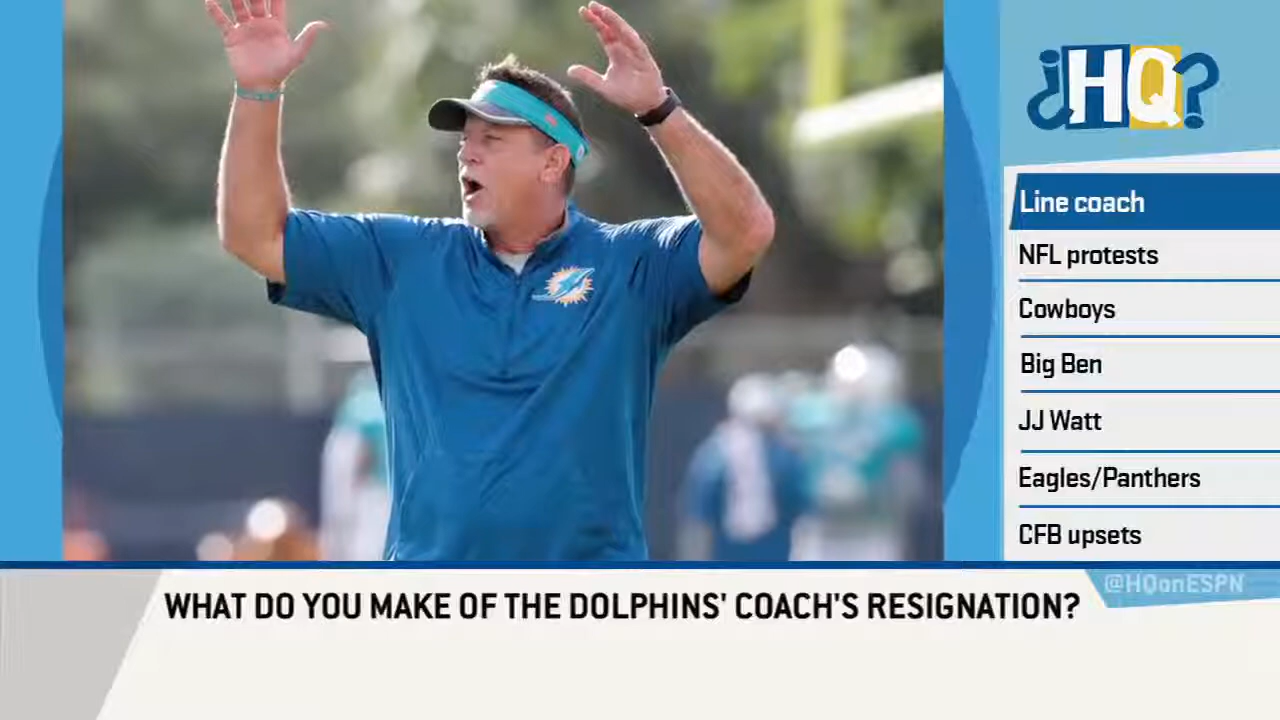 ¿HQ?
Line coach
NFL protests
Cowboys
Big Ben
JJ Watt
Eagles/Panthers
CFB upsets
@HQonESPN
WHAT DO YOU MAKE OF THE DOLPHINS' COACH'S RESIGNATION?